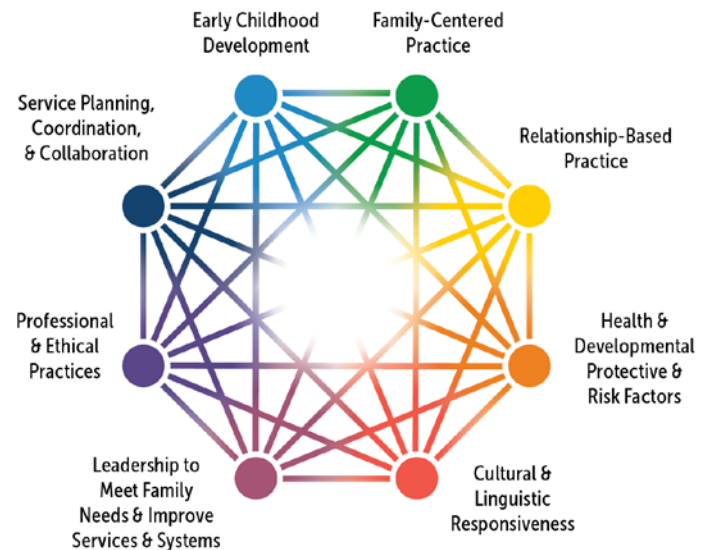 Early Childhood
Development
Family-Centered
Practice
Relationship-Based
Practice
Health &
Developmental
Protective &
Risk Factors
Cultural &
Linguistic
Responsiveness
Leadership to
Meet Family
Needs & Improve
Services & Systems
Professional
& Ethical
Practices
Service Planning,
Coordination,
& Collaboration